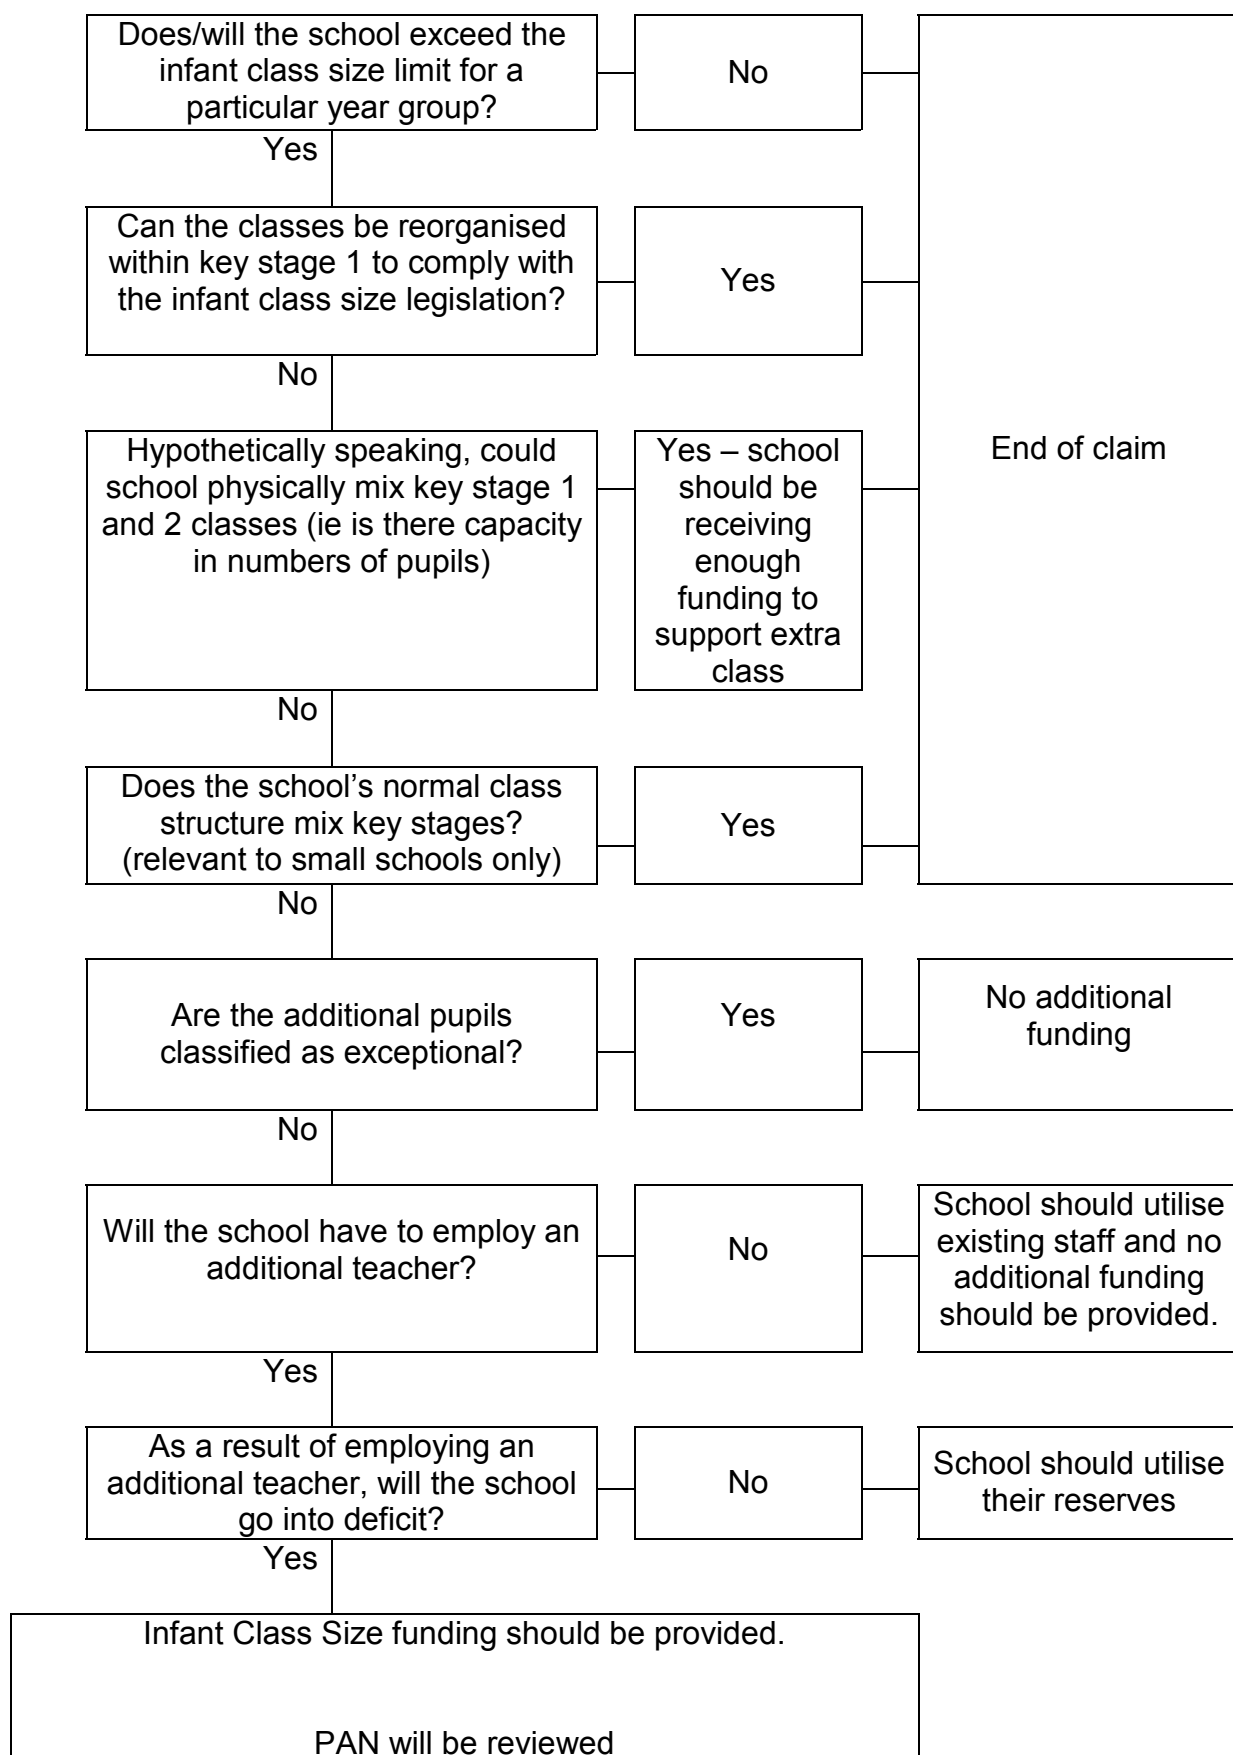 Does/will the school exceed the
infant class size limit for a
particular year group?
No
Yes
Can the classes be reorganised
within key stage 1 to comply with
the infant class size legislation?
Yes
No
Hypothetically speaking, could
school physically mix key stage 1
and 2 classes (ie is there capacity
in numbers of pupils)
Yes – school
should be
receiving
enough
funding to
support extra
class
End of claim
No
Does the school’s normal class
structure mix key stages?
(relevant to small schools only)
Yes
No
Are the additional pupils
classified as exceptional?
Yes
No additional
funding
No
Will the school have to employ an
additional teacher?
No
School should utilise
existing staff and no
additional funding
should be provided.
Yes
As a result of employing an
additional teacher, will the school
go into deficit?
No
School should utilise
their reserves
Yes
Infant Class Size funding should be provided.
PAN will be reviewed